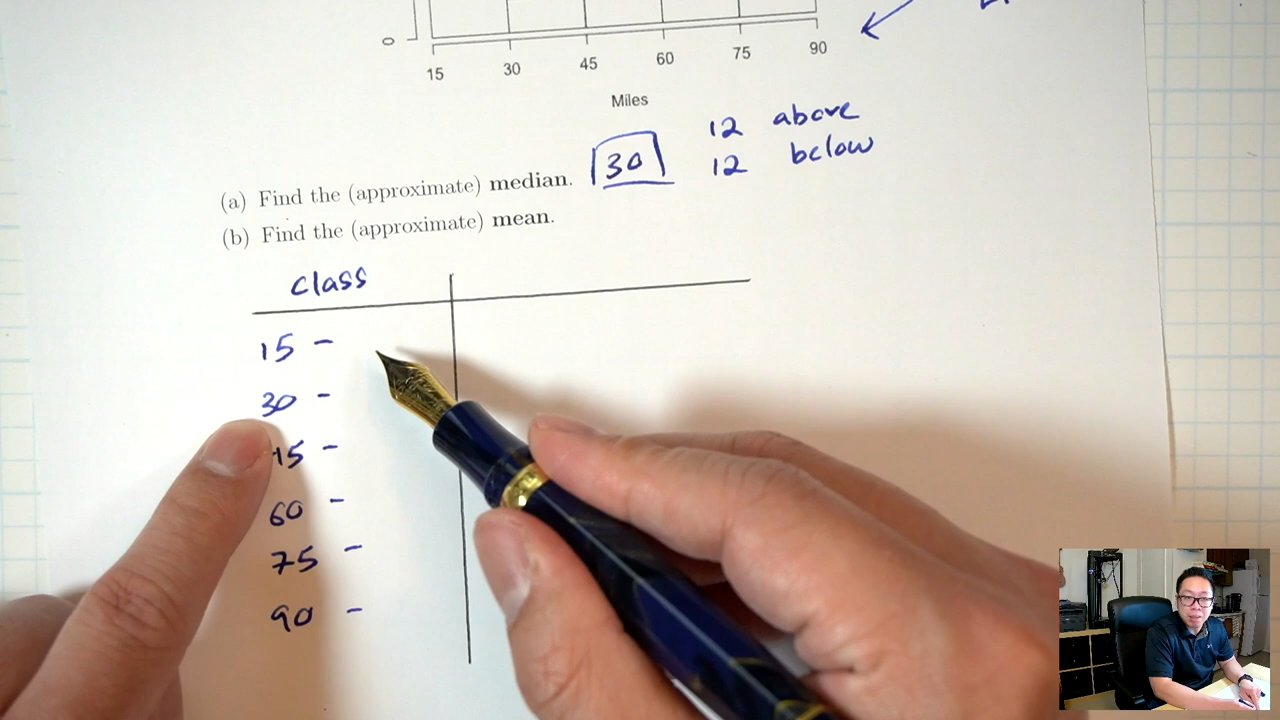 0
15 30 45 60 75 90
Miles
12 above
(a) Find the (approximate) median. 30 12 below
(b) Find the (approximate) mean.
class
15 -
30 -
45 -
60 -
75 -
90 -